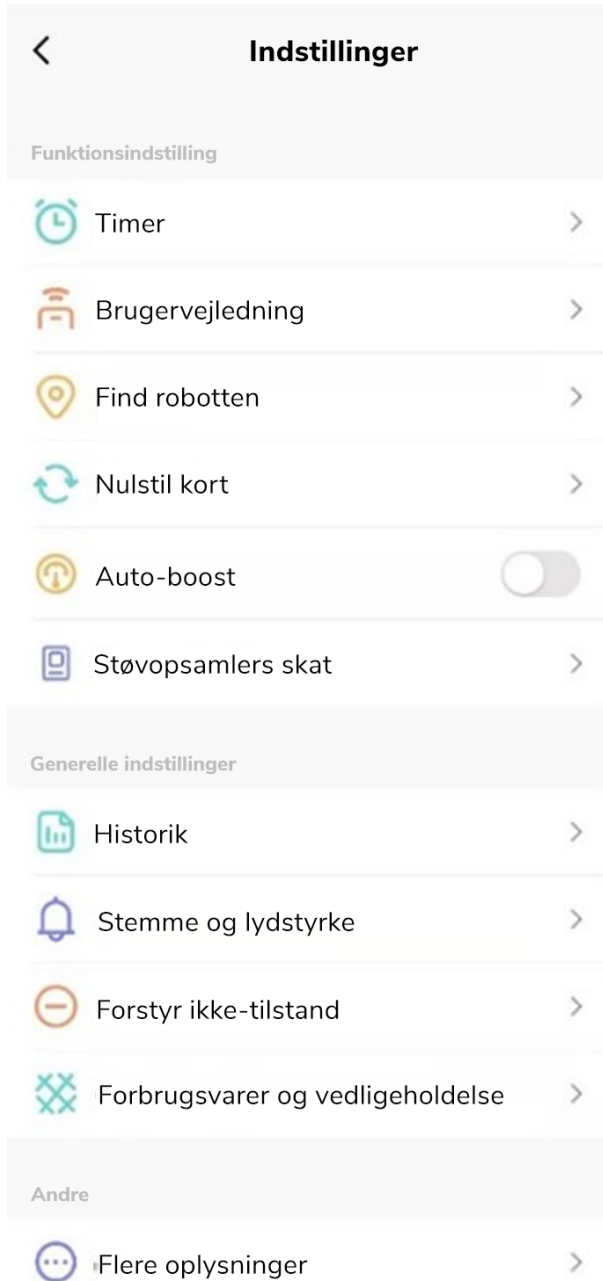 Indstillinger
Funktionsindstilling
Timer
Brugervejledning
Find robotten
Nulstil kort
Auto-boost
Støvopsamlers skat
Generelle indstillinger
Historik
Stemme og lydstyrke
Forstyr ikke-tilstand
Forbrugsvarer og vedligeholdelse
Andre
Flere oplysninger